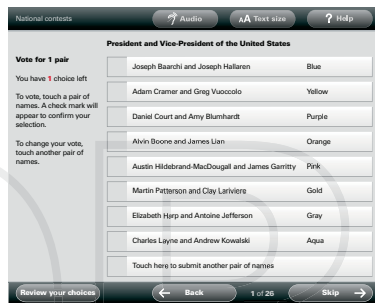 National contests
Audio
AA Text size
? Help
President and Vice-President of the United States
Vote for 1 pair
You have 1 choice left
To vote, touch a pair of
names. A check mark will
appear to confirm your
selection.
To change your vote,
touch another pair of
names.
Joseph Baarchi and Joseph Hallaren Blue
Adam Cramer and Greg Vuocolo Yellow
Daniel Court and Amy Blumhardt Purple
Alvin Boone and James Lian Orange
Austin Hildebrand-MacDougall and James Garritty Pink
Martin Patterson and Clay Lariviere Gold
Elizabeth Harp and Antoine Jefferson Gray
Charles Layne and Andrew Kowalski Aqua
Touch here to submit another pair of names
Review your choices
← Back
1 of 26
Skip →